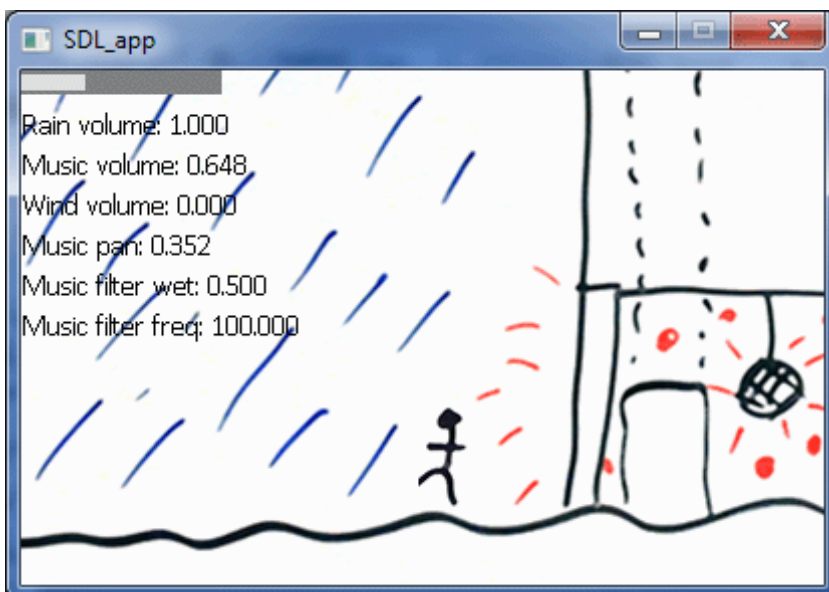 SDL_app
Rain volume: 1.000
Music volume: 0.648
Wind volume: 0.000
Music pan: 0.352
Music filter wet: 0.500
Music filter freq: 100.000